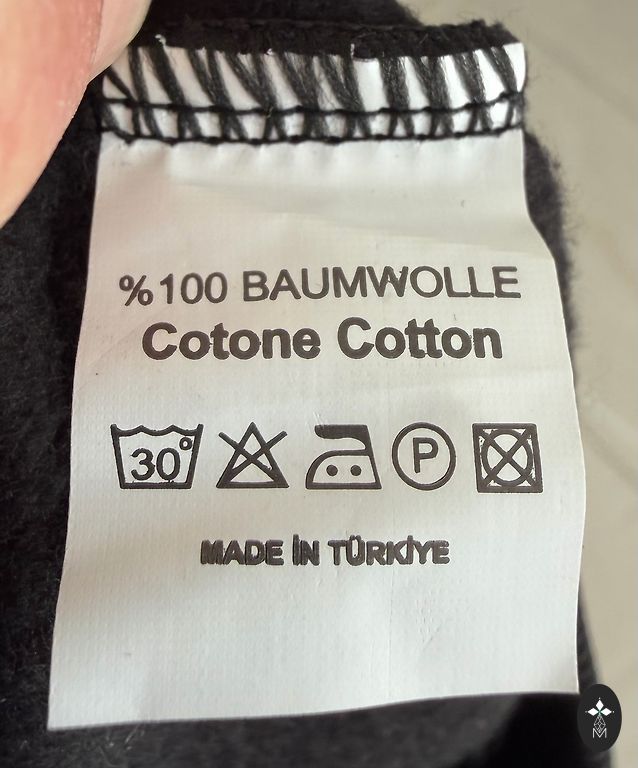 %100 BAUMWOLLE
Cotone Cotton
30° P
MADE İN TÜRKİYE
M